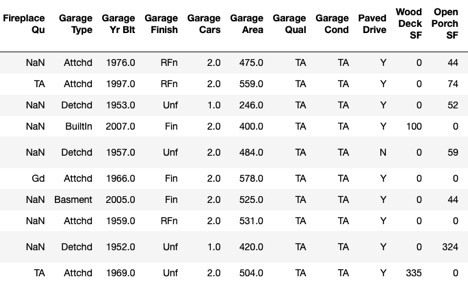 Fireplace Qu Garage Type Garage Yr Blt Garage Finish Garage Cars Garage Area Garage Qual Garage Cond Paved Drive Wood Deck SF Open Porch SF
NaN Attchd 1976.0 RFn 2.0 475.0 TA TA Y 0 44
TA Attchd 1997.0 RFn 2.0 559.0 TA TA Y 0 74
NaN Detchd 1953.0 Unf 1.0 246.0 TA TA Y 0 52
NaN BuiltIn 2007.0 Fin 2.0 400.0 TA TA Y 100 0
NaN Detchd 1957.0 Unf 2.0 484.0 TA TA N 0 59
Gd Attchd 1966.0 Fin 2.0 578.0 TA TA Y 0 0
NaN Basment 2005.0 Fin 2.0 525.0 TA TA Y 0 44
NaN Attchd 1959.0 RFn 2.0 531.0 TA TA Y 0 0
NaN Detchd 1952.0 Unf 1.0 420.0 TA TA Y 0 324
TA Attchd 1969.0 Unf 2.0 504.0 TA TA Y 335 0